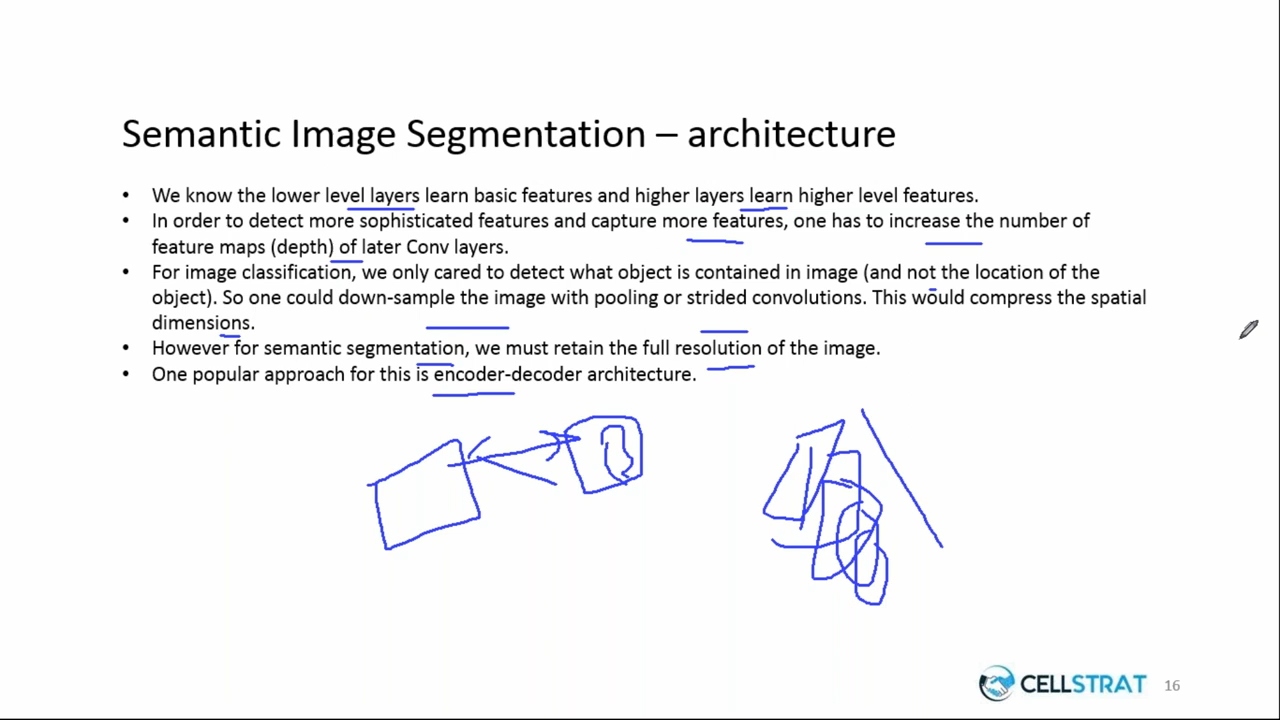 Semantic Image Segmentation – architecture
• We know the lower level layers learn basic features and higher layers learn higher level features.
• In order to detect more sophisticated features and capture more features, one has to increase the number of
feature maps (depth) of later Conv layers.
• For image classification, we only cared to detect what object is contained in image (and not the location of the
object). So one could down-sample the image with pooling or strided convolutions. This would compress the spatial
dimensions.
• However for semantic segmentation, we must retain the full resolution of the image.
• One popular approach for this is encoder-decoder architecture.
CELLSTRAT 16